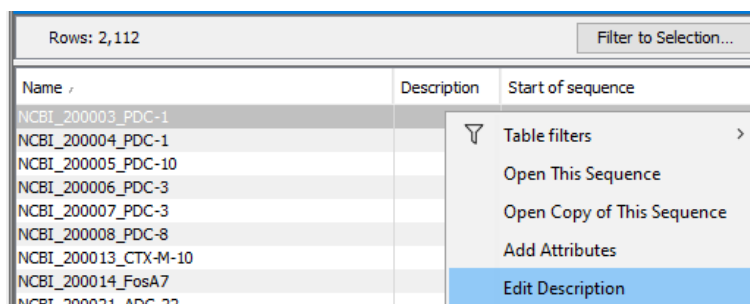 Rows: 2,112
Filter to Selection...
Name
Description
Start of sequence
NCBI_200003_PDC-1
NCBI_200004_PDC-1
NCBI_200005_PDC-10
NCBI_200006_PDC-3
NCBI_200007_PDC-3
NCBI_200008_PDC-8
NCBI_200013_CTX-M-10
NCBI_200014_FosA7
Table filters
Open This Sequence
Open Copy of This Sequence
Add Attributes
Edit Description